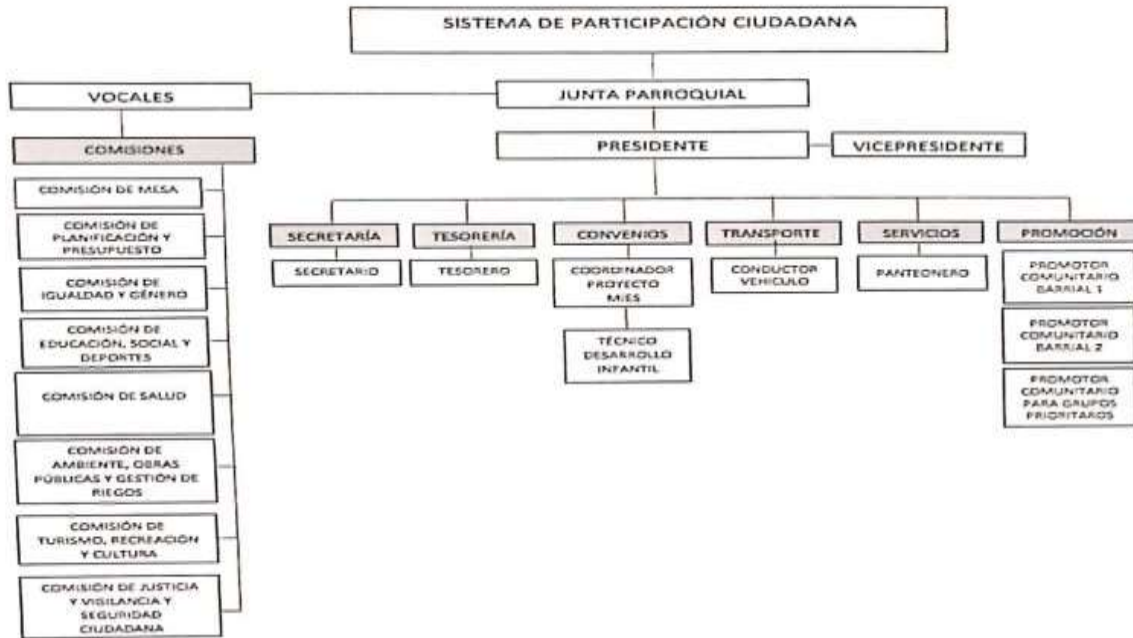 SISTEMA DE PARTICIPACIÓN CIUDADANA
VOCALES
JUNTA PARROQUIAL
COMISIONES
PRESIDENTE
VICEPRESIDENTE
COMISIÓN DE MESA
COMISIÓN DE
PLANIFICACIÓN Y
PRESUPUESTO
COMISIÓN DE
IGUALDAD Y GÉNERO
COMISIÓN DE
EDUCACIÓN, SOCIAL Y
DEPORTES
COMISIÓN DE SALUD
COMISIÓN DE
AMBIENTE, OBRAS
PÚBLICAS Y GESTIÓN DE
RIEGOS
COMISIÓN DE
TURISMO, RECREACIÓN
Y CULTURA
COMISIÓN DE JUSTICIA
Y VIGILANCIA Y
SEGURIDAD
CIUDADANA
SECRETARÍA
SECRETARIO
TESORERÍA
TESORERO
CONVENIOS
COORDINADOR
PROYECTO
MIES
TÉCNICO
DESARROLLO
INFANTIL
TRANSPORTE
CONDUCTOR
VEHICULO
SERVICIOS
PANTEONERO
PROMOCIÓN
PROMOTOR
COMUNITARIO
BARRIAL 1
PROMOTOR
COMUNITARIO
BARRIAL 2
PROMOTOR
COMUNITARIO
PARA GRUPOS
PRIORITAROS